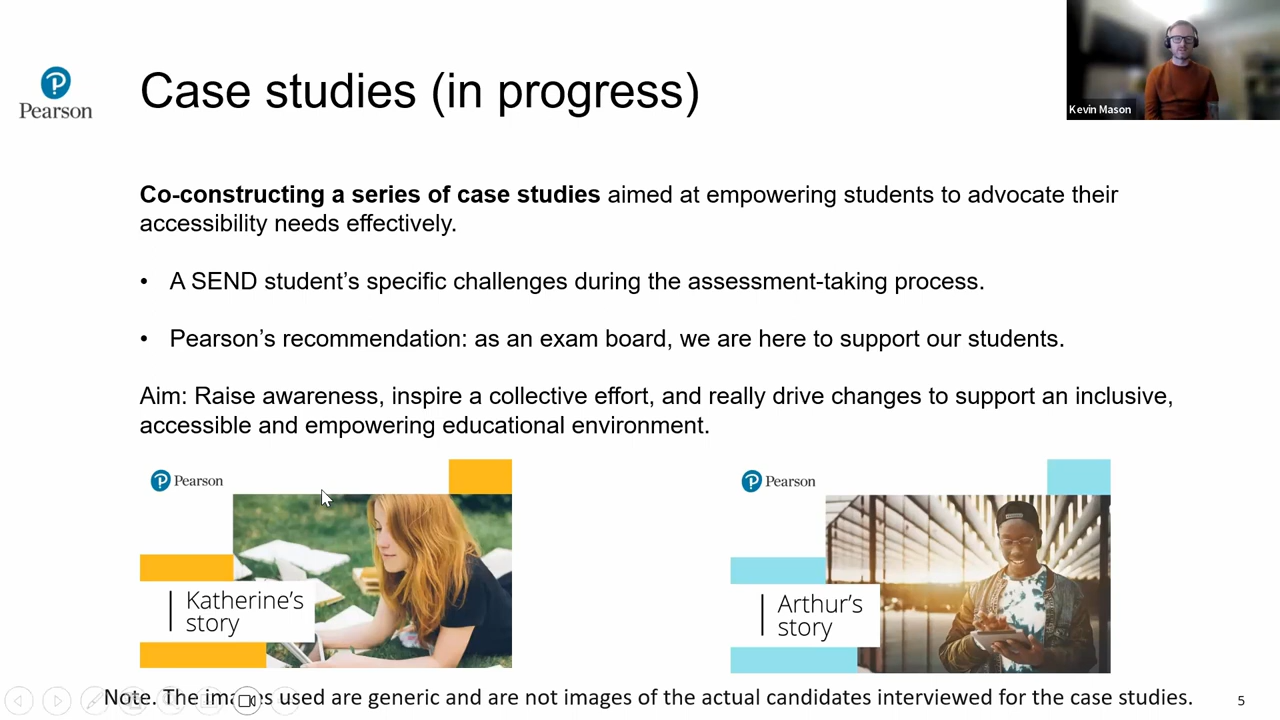 Case studies (in progress)
Pearson
Kevin Mason
Co-constructing a series of case studies aimed at empowering students to advocate their
accessibility needs effectively.
• A SEND student’s specific challenges during the assessment-taking process.
• Pearson’s recommendation: as an exam board, we are here to support our students.
Aim: Raise awareness, inspire a collective effort, and really drive changes to support an inclusive,
accessible and empowering educational environment.
Pearson
Katherine’s
story
Pearson
Arthur’s
story
Note. The images used are generic and are not images of the actual candidates interviewed for the case studies.
5